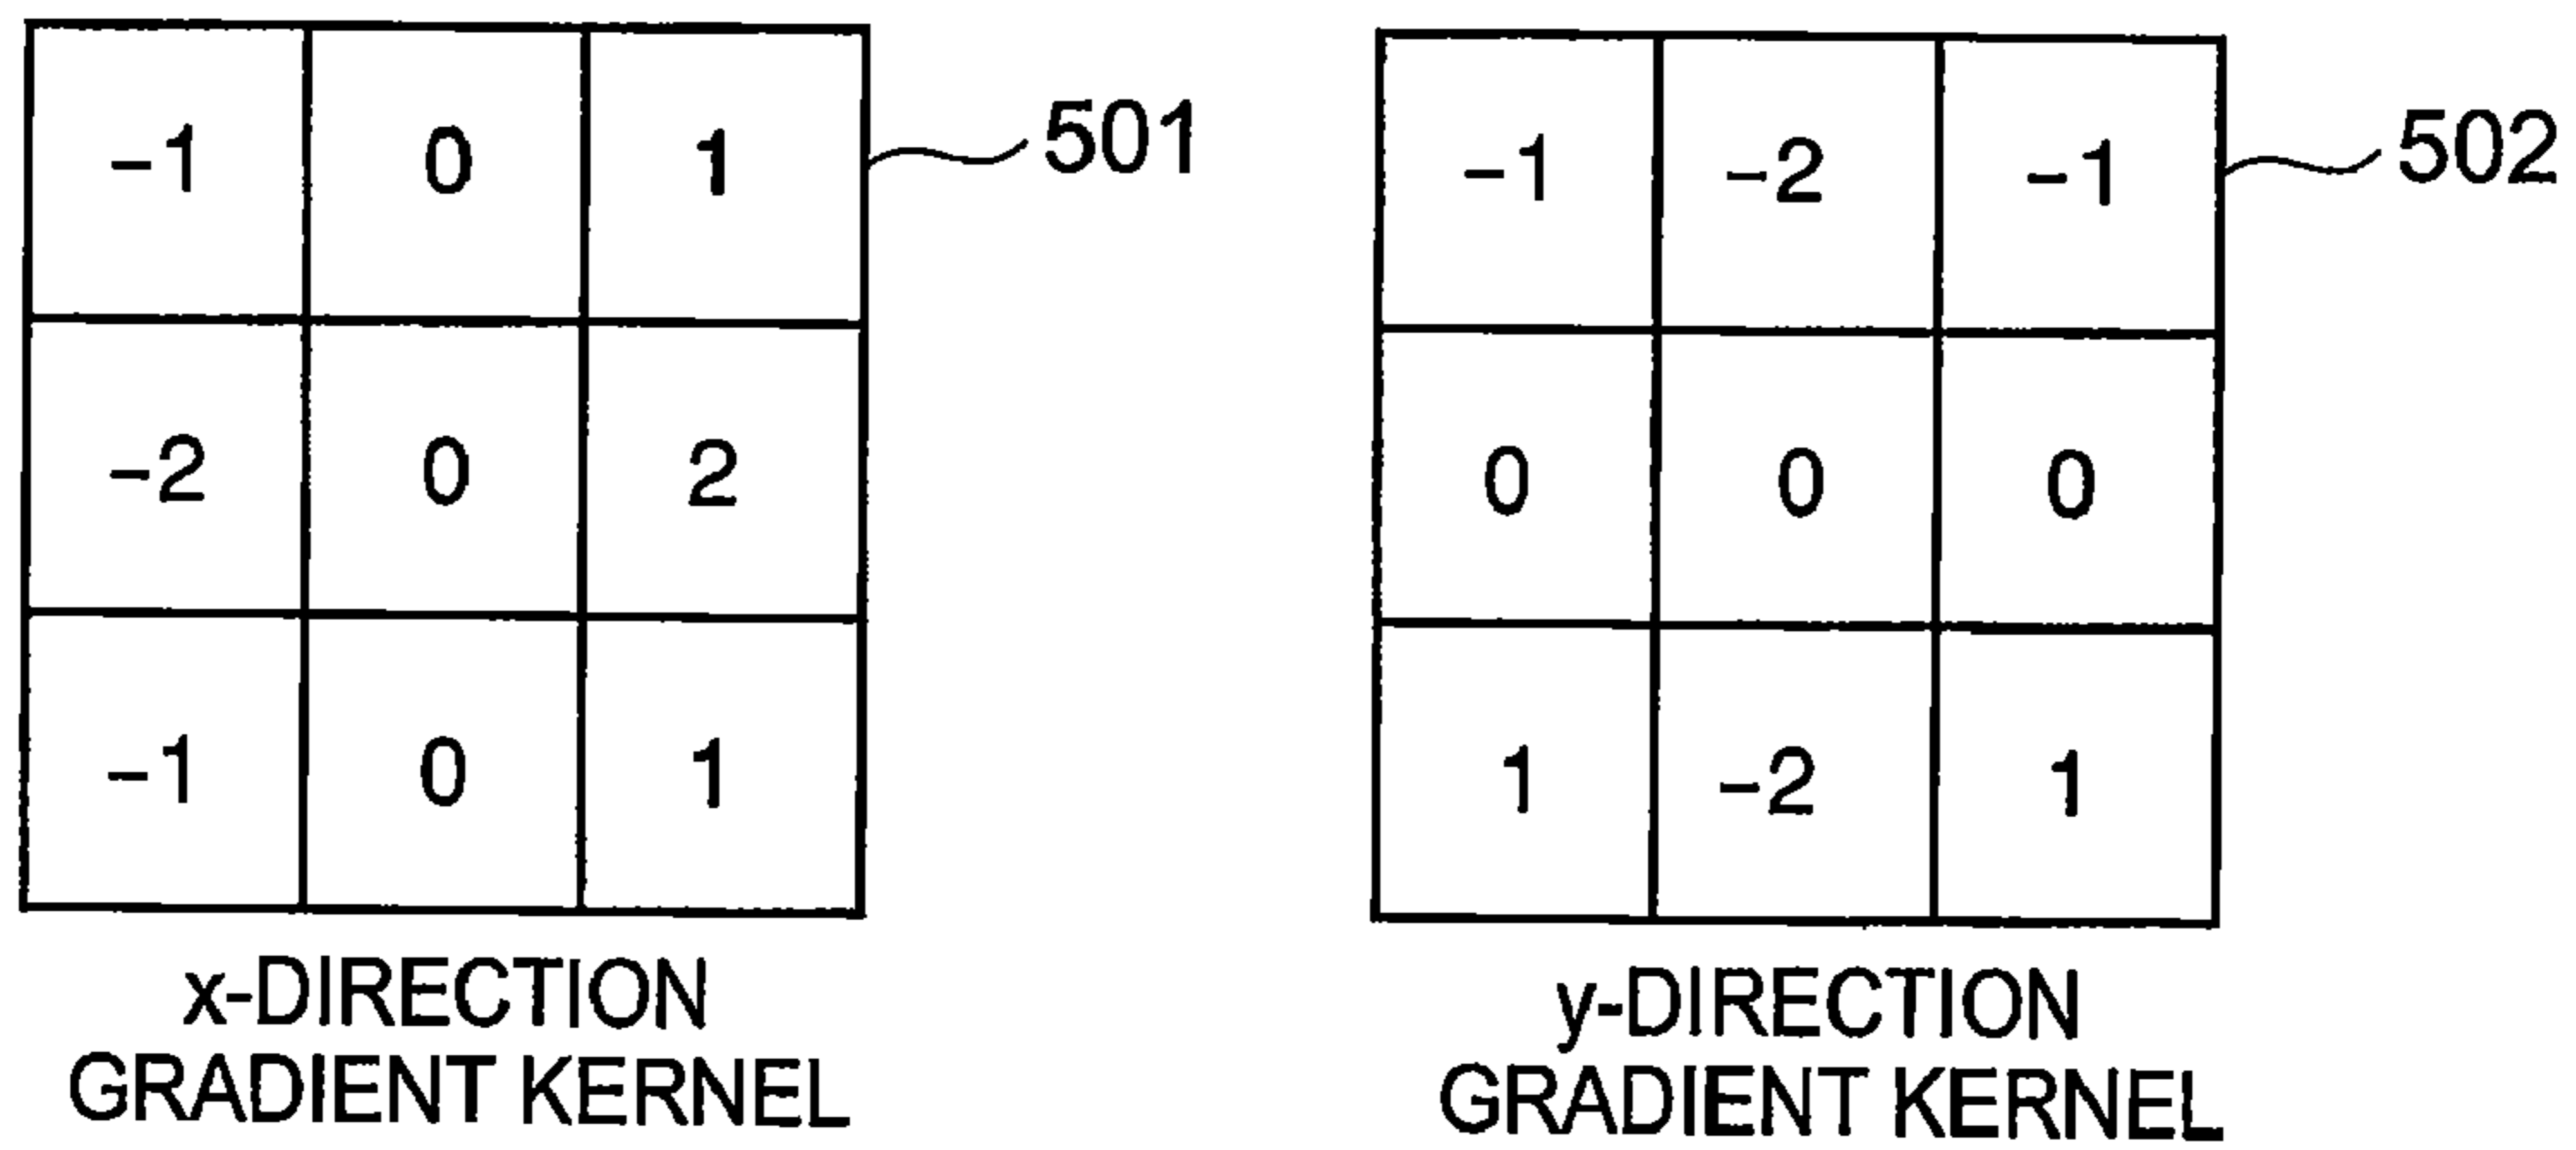 -1 0 1 501
-2 0 2
-1 0 1
x-DIRECTION
GRADIENT KERNEL
-1 -2 -1 502
0 0 0
1 -2 1
y-DIRECTION
GRADIENT KERNEL